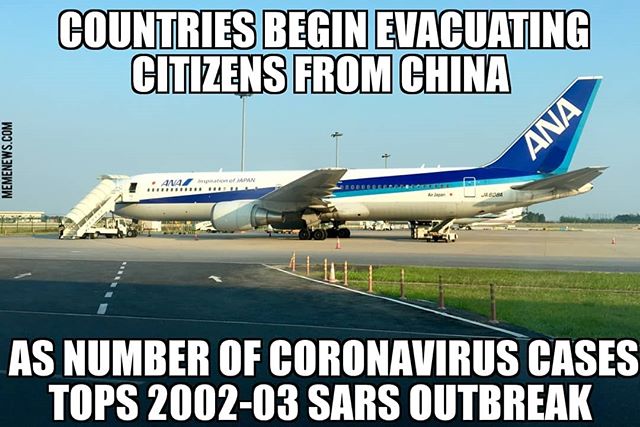 COUNTRIES BEGIN EVACUATING
CITIZENS FROM CHINA
MEMENEWS.COM
ANA
ANA Inspiration of JAPAN
Air Japan
AS NUMBER OF CORONAVIRUS CASES
TOPS 2002-03 SARS OUTBREAK